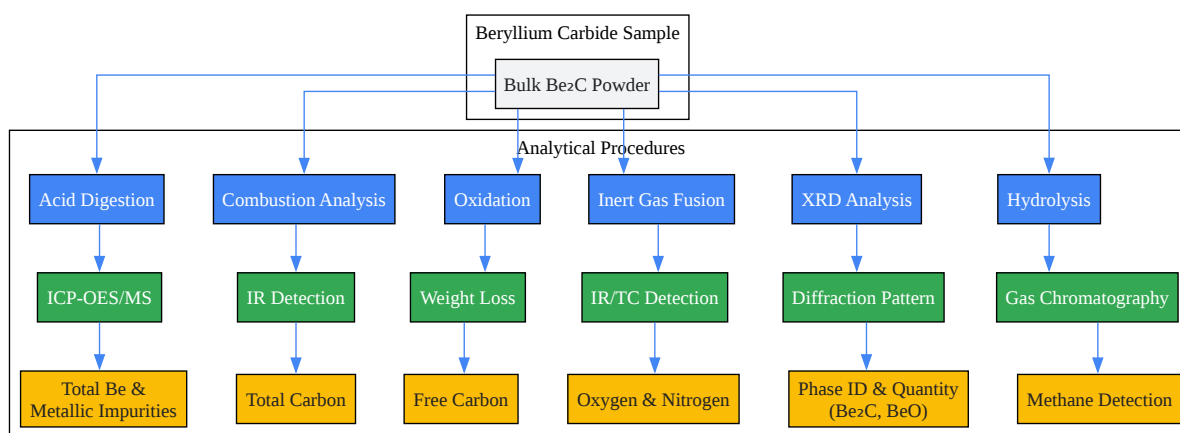 Beryllium Carbide Sample
Bulk Be₂C Powder
Analytical Procedures
Acid Digestion
Combustion Analysis
Oxidation
Inert Gas Fusion
XRD Analysis
Hydrolysis
ICP-OES/MS
IR Detection
Weight Loss
IR/TC Detection
Diffraction Pattern
Gas Chromatography
Total Be &
Metallic Impurities
Total Carbon
Free Carbon
Oxygen & Nitrogen
Phase ID & Quantity
(Be₂C, BeO)
Methane Detection